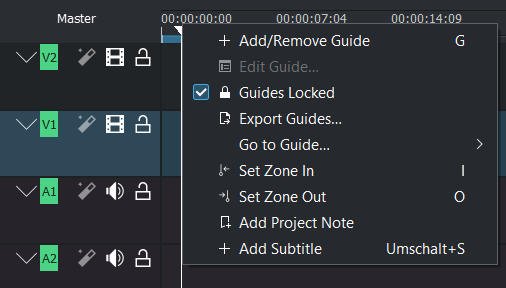 Master
00:00:00:00 00:00:07:04 00:00:14:09
Add/Remove Guide G
Edit Guide...
Guides Locked
Export Guides...
Go to Guide...
Set Zone In I
Set Zone Out O
Add Project Note
Add Subtitle Umschalt+S
V2
V1
A1
A2